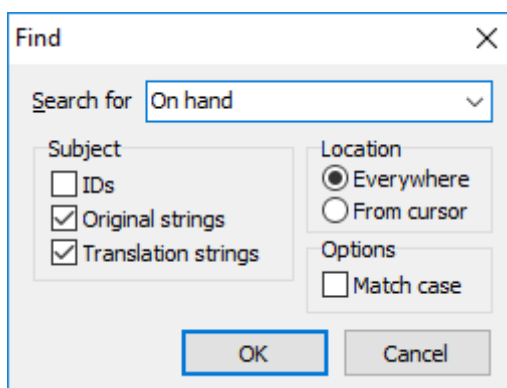 Find
Search for On hand
Subject
IDs
Original strings
Translation strings
Location
Everywhere
From cursor
Options
Match case
OK Cancel